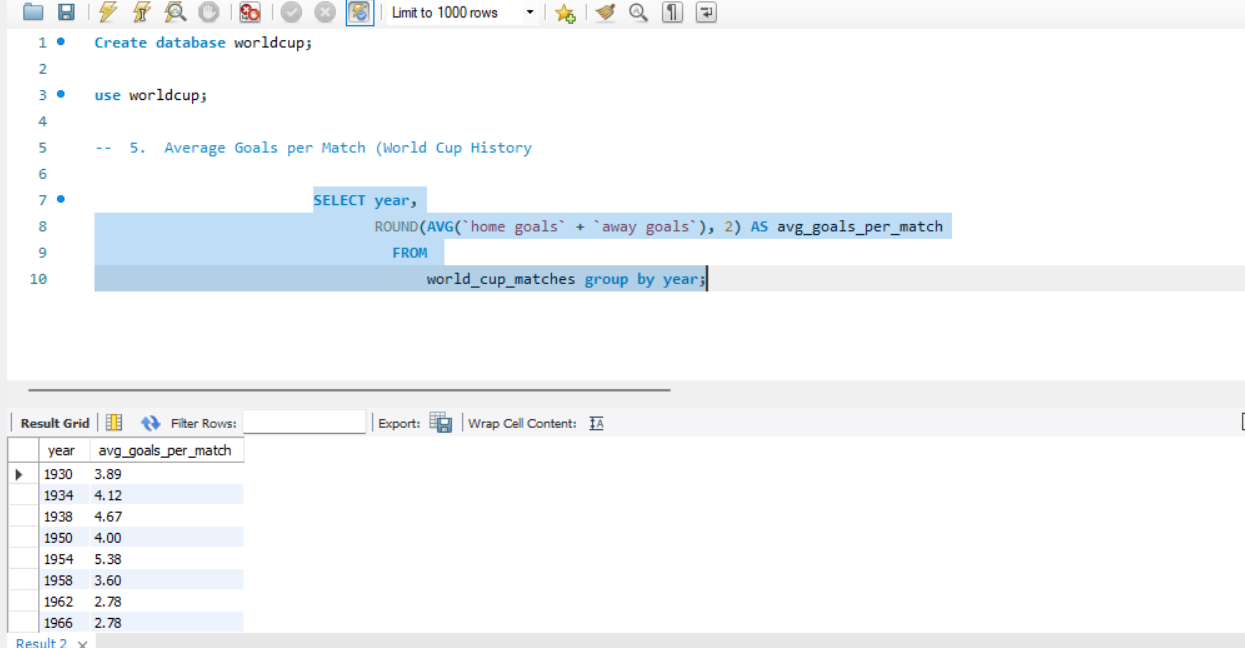 Limit to 1000 rows
1 Create database worldcup;
2
3 use worldcup;
4
5 -- 5.  Average Goals per Match (World Cup History
6
7 SELECT year,
8 ROUND(AVG(`home goals` + `away goals`), 2) AS avg_goals_per_match
9 FROM
10 world_cup_matches group by year;
Result Grid Filter Rows: Export: Wrap Cell Content: IA
year avg_goals_per_match
1930 3.89
1934 4.12
1938 4.67
1950 4.00
1954 5.38
1958 3.60
1962 2.78
1966 2.78
Result 2 ×